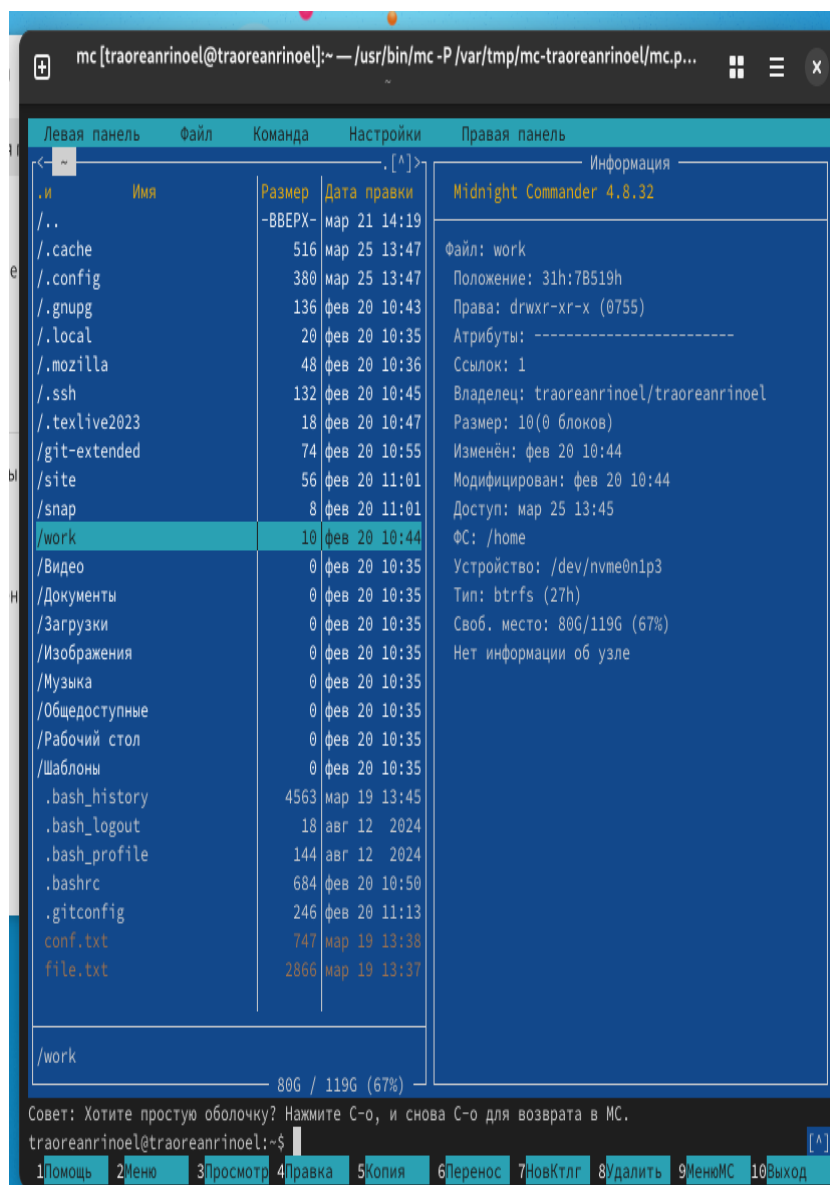 mc [traoreanrinoel@traoreanrinoel]:~ — /usr/bin/mc -P /var/tmp/mc-traoreanrinoel/mc.p...
~
Левая панель Файл Команда Настройки Правая панель
<— ~ .[^]>
.и Имя Размер Дата правки
/.. -ВВЕРХ- мар 21 14:19
/.cache 516 мар 25 13:47
/.config 380 мар 25 13:47
/.gnupg 136 фев 20 10:43
/.local 20 фев 20 10:35
/.mozilla 48 фев 20 10:36
/.ssh 132 фев 20 10:45
/.texlive2023 18 фев 20 10:47
/git-extended 74 фев 20 10:55
/site 56 фев 20 11:01
/snap 8 фев 20 11:01
/work 10 фев 20 10:44
/Видео 0 фев 20 10:35
/Документы 0 фев 20 10:35
/Загрузки 0 фев 20 10:35
/Изображения 0 фев 20 10:35
/Музыка 0 фев 20 10:35
/Общедоступные 0 фев 20 10:35
/Рабочий стол 0 фев 20 10:35
/Шаблоны 0 фев 20 10:35
.bash_history 4563 мар 19 13:45
.bash_logout 18 авг 12 2024
.bash_profile 144 авг 12 2024
.bashrc 684 фев 20 10:50
.gitconfig 246 фев 20 11:13
conf.txt 747 мар 19 13:38
file.txt 2866 мар 19 13:37
/work
80G / 119G (67%)
Информация
Midnight Commander 4.8.32
Файл: work
Положение: 31h:7B519h
Права: drwxr-xr-x (0755)
Атрибуты: -------------------------
Ссылок: 1
Владелец: traoreanrinoel/traoreanrinoel
Размер: 10(0 блоков)
Изменён: фев 20 10:44
Модифицирован: фев 20 10:44
Доступ: мар 25 13:45
ФС: /home
Устройство: /dev/nvme0n1p3
Тип: btrfs (27h)
Своб. место: 80G/119G (67%)
Нет информации об узле
Совет: Хотите простую оболочку? Нажмите C-o, и снова C-o для возврата в MC.
traoreanrinoel@traoreanrinoel:~$ [^]
1Помощь 2Меню 3Просмотр 4Правка 5Копия 6Перенос 7НовКтлг 8Удалить 9МенюMC 10Выход